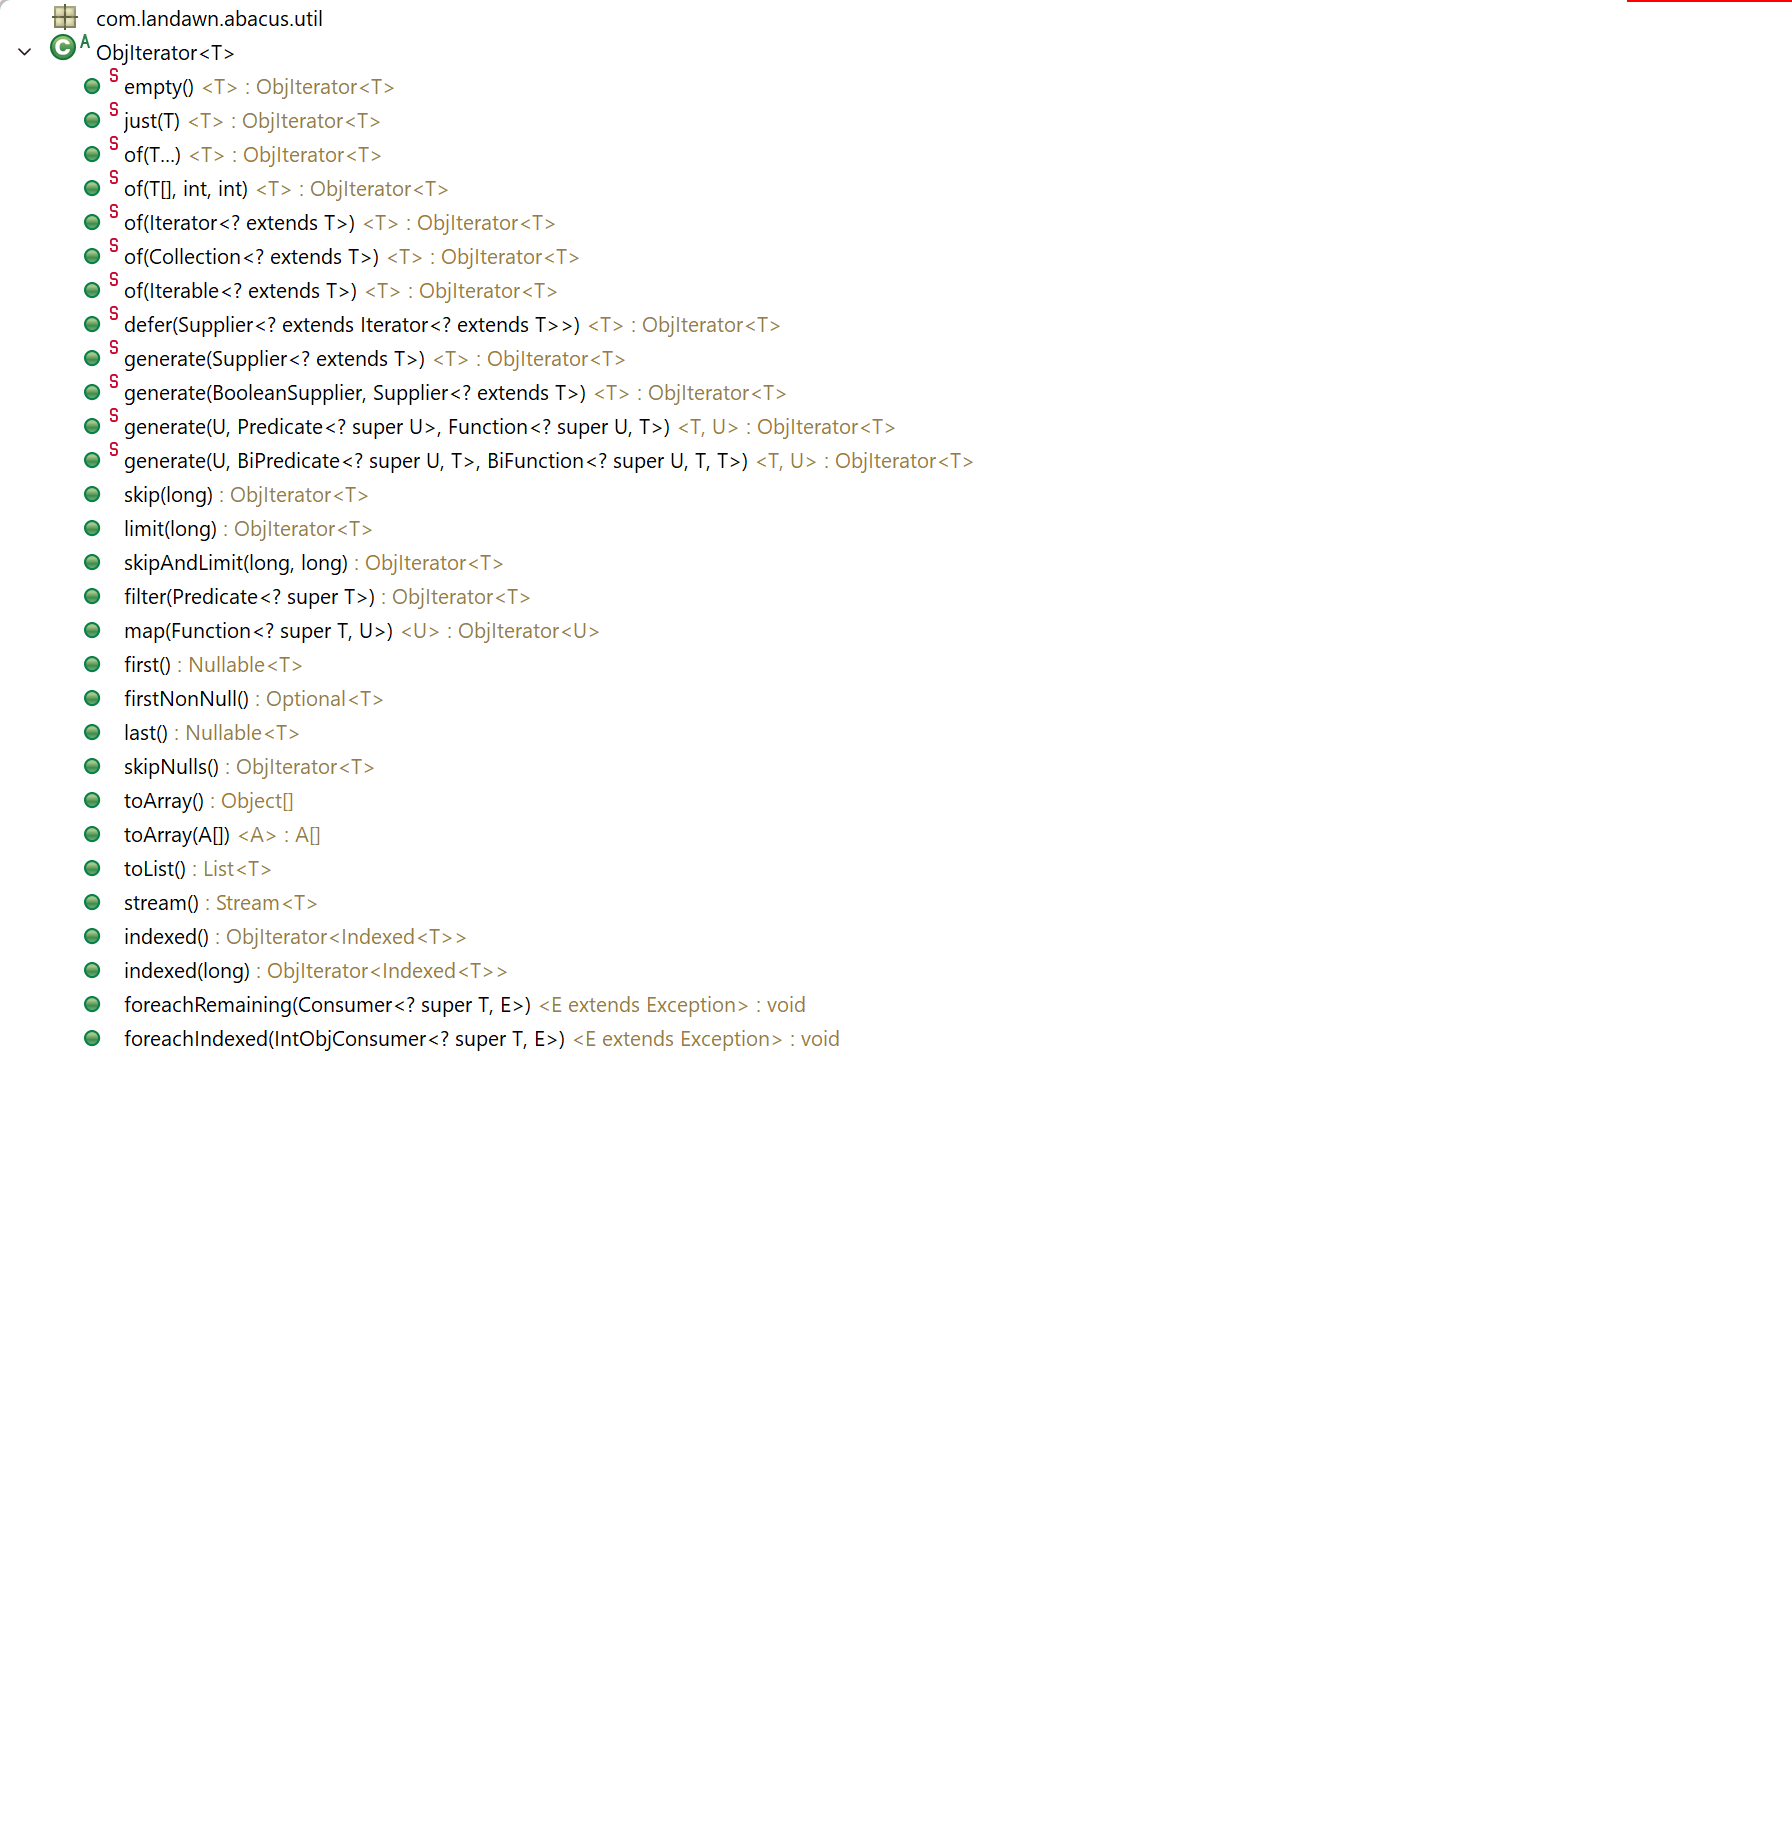 com.landawn.abacus.util
C A ObjIterator<T>
S empty() <T> : ObjIterator<T>
S just(T) <T> : ObjIterator<T>
S of(T...) <T> : ObjIterator<T>
S of(T[], int, int) <T> : ObjIterator<T>
S of(Iterator<? extends T>) <T> : ObjIterator<T>
S of(Collection<? extends T>) <T> : ObjIterator<T>
S of(Iterable<? extends T>) <T> : ObjIterator<T>
S defer(Supplier<? extends Iterator<? extends T>>) <T> : ObjIterator<T>
S generate(Supplier<? extends T>) <T> : ObjIterator<T>
S generate(BooleanSupplier, Supplier<? extends T>) <T> : ObjIterator<T>
S generate(U, Predicate<? super U>, Function<? super U, T>) <T, U> : ObjIterator<T>
S generate(U, BiPredicate<? super U, T>, BiFunction<? super U, T, T>) <T, U> : ObjIterator<T>
skip(long) : ObjIterator<T>
limit(long) : ObjIterator<T>
skipAndLimit(long, long) : ObjIterator<T>
filter(Predicate<? super T>) : ObjIterator<T>
map(Function<? super T, U>) <U> : ObjIterator<U>
first() : Nullable<T>
firstNonNull() : Optional<T>
last() : Nullable<T>
skipNulls() : ObjIterator<T>
toArray() : Object[]
toArray(A[]) <A> : A[]
toList() : List<T>
stream() : Stream<T>
indexed() : ObjIterator<Indexed<T>>
indexed(long) : ObjIterator<Indexed<T>>
foreachRemaining(Consumer<? super T, E>) <E extends Exception> : void
foreachIndexed(IntObjConsumer<? super T, E>) <E extends Exception> : void